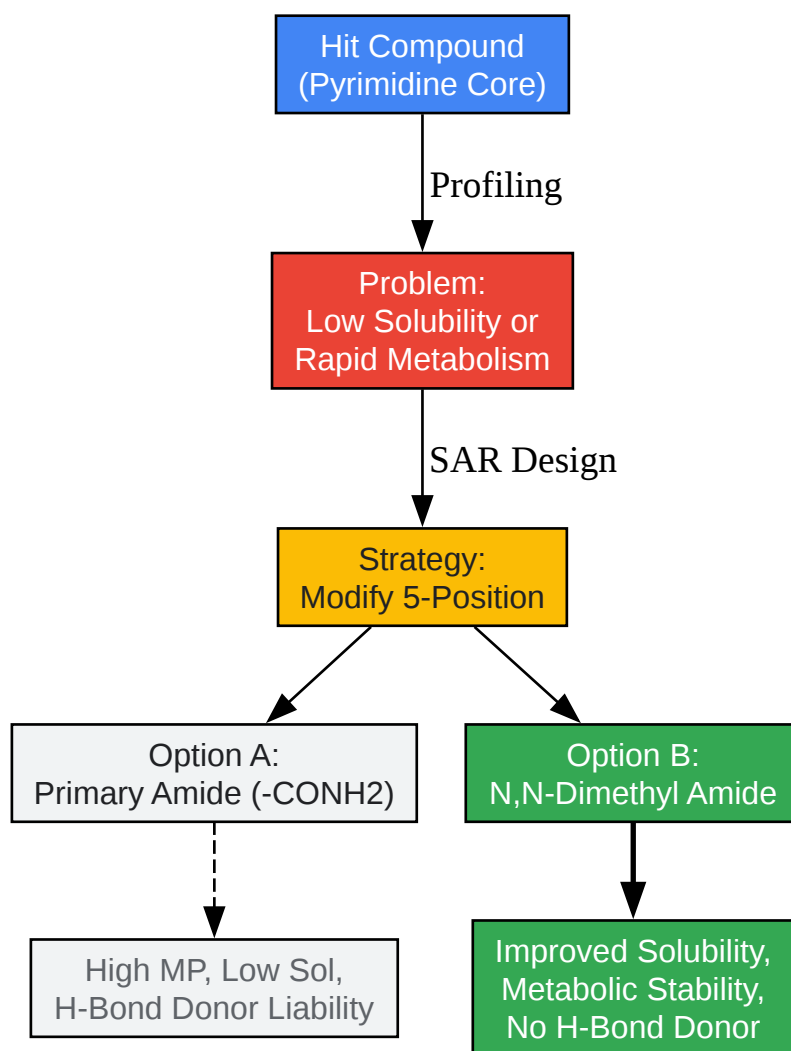 Hit Compound
(Pyrimidine Core)
Profiling
Problem:
Low Solubility or
Rapid Metabolism
SAR Design
Strategy:
Modify 5-Position
Option A:
Primary Amide (-CONH2)
Option B:
N,N-Dimethyl Amide
High MP, Low Sol,
H-Bond Donor Liability
Improved Solubility,
Metabolic Stability,
No H-Bond Donor